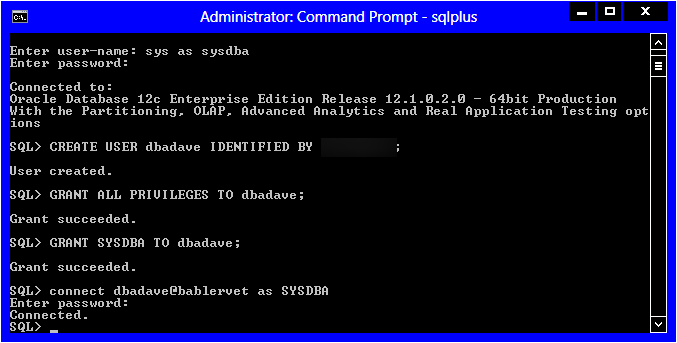 Administrator: Command Prompt - sqlplus
Enter user-name: sys as sysdba
Enter password:
Connected to:
Oracle Database 12c Enterprise Edition Release 12.1.0.2.0 - 64bit Production
With the Partitioning, OLAP, Advanced Analytics and Real Application Testing opt
ions
SQL> CREATE USER dbadave IDENTIFIED BY ;
User created.
SQL> GRANT ALL PRIVILEGES TO dbadave;
Grant succeeded.
SQL> GRANT SYSDBA TO dbadave;
Grant succeeded.
SQL> connect dbadave@bablervet as SYSDBA
Enter password:
Connected.
SQL> _